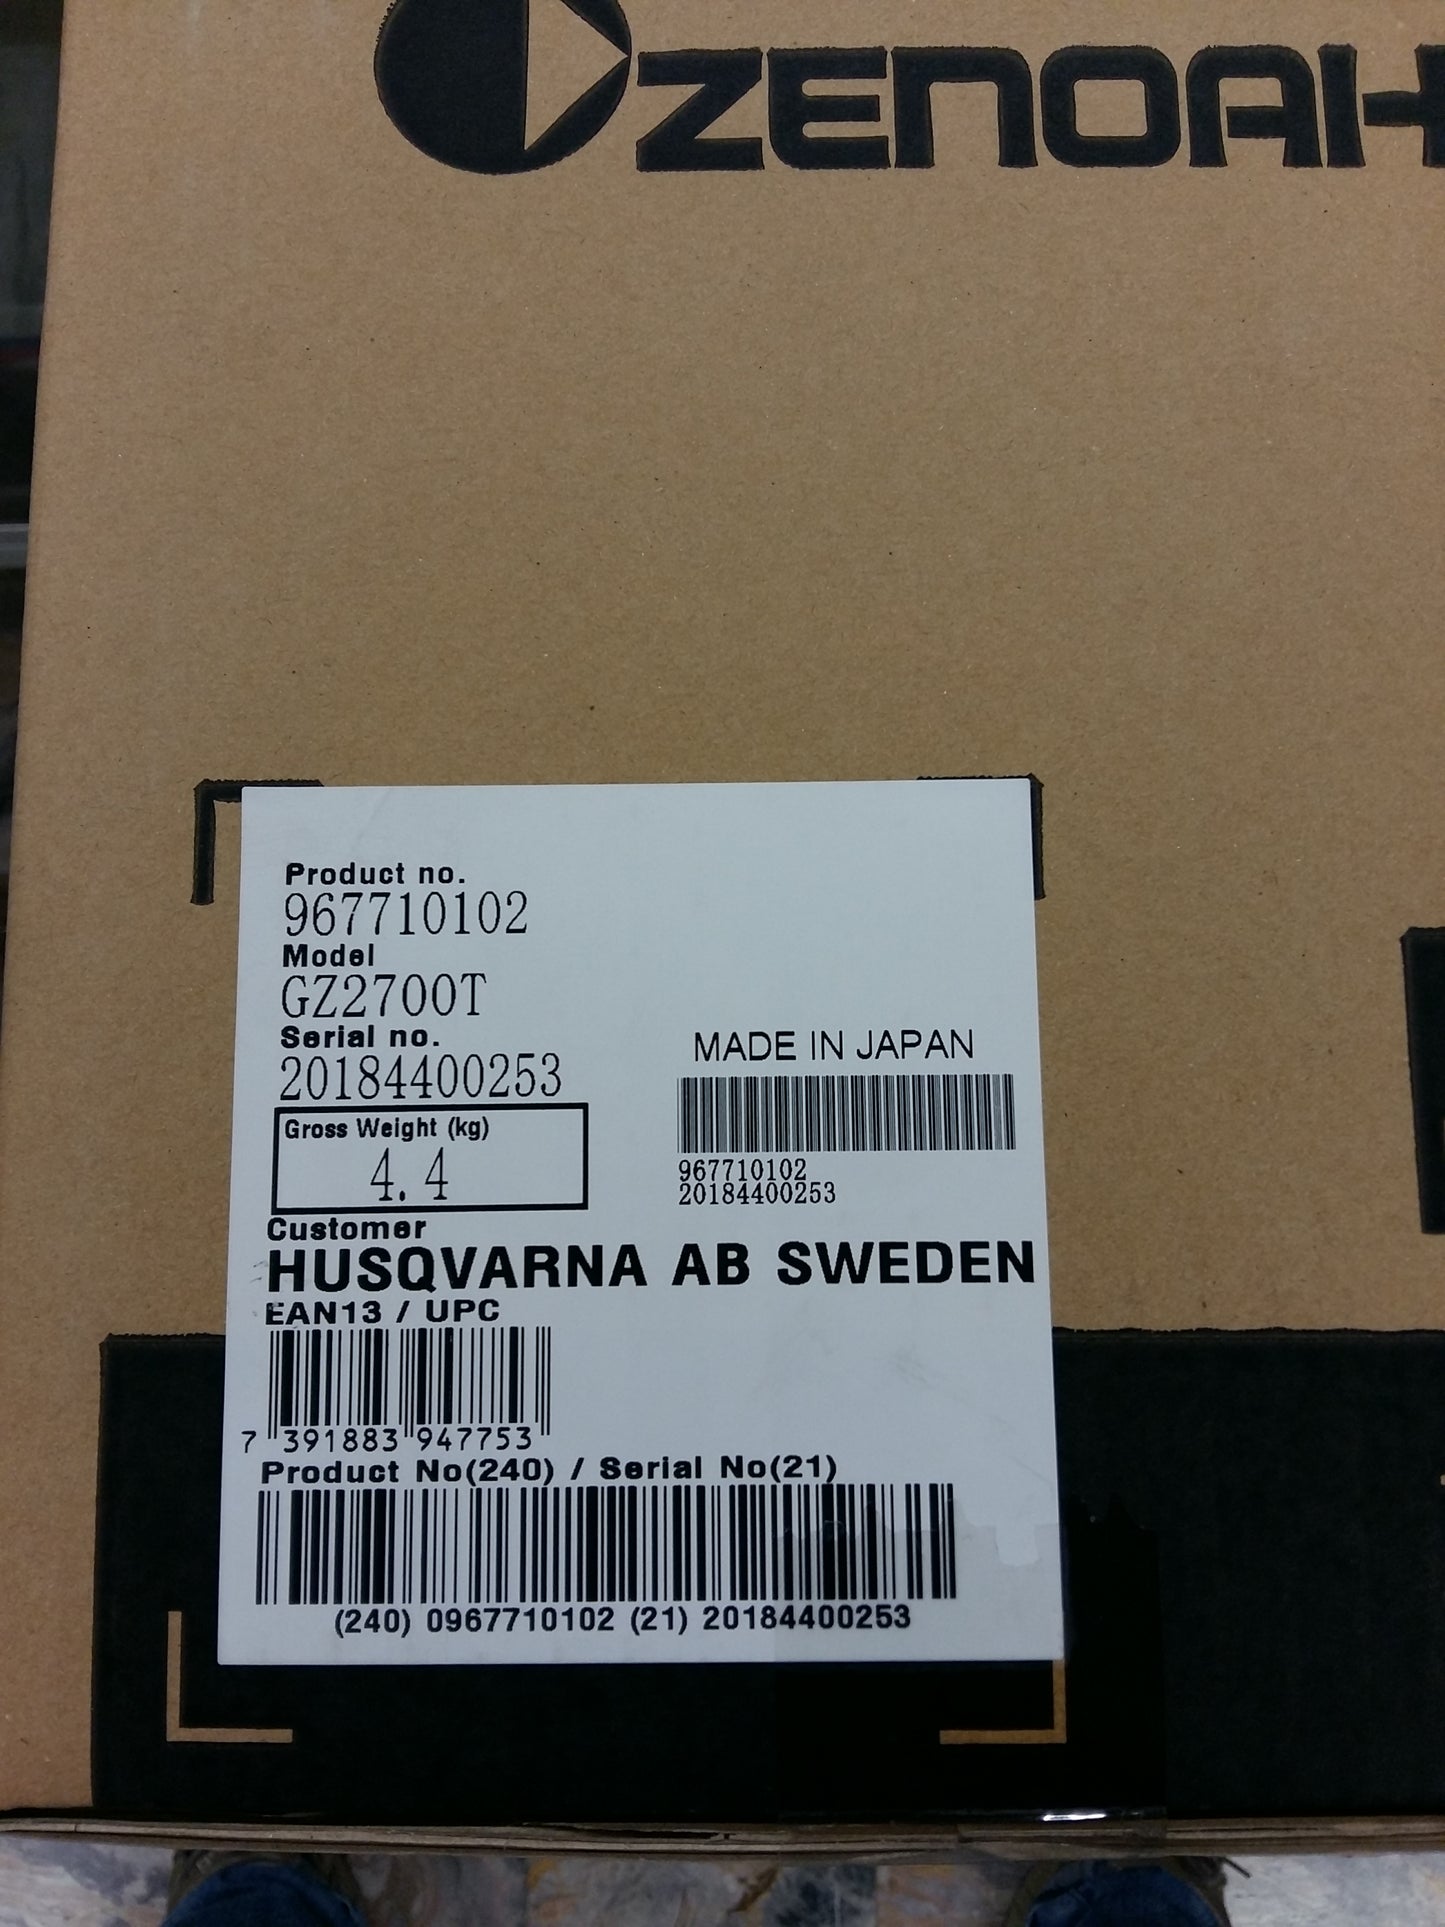 ZENOAH
Product no.
967710102
Model
GZ2700T
Serial no.
20184400253
Gross Weight (kg)
4.4
MADE IN JAPAN
967710102
20184400253
Customer
HUSQVARNA AB SWEDEN
EAN13 / UPC
7 391883 947753
Product No(240) / Serial No(21)
(240) 0967710102 (21) 20184400253